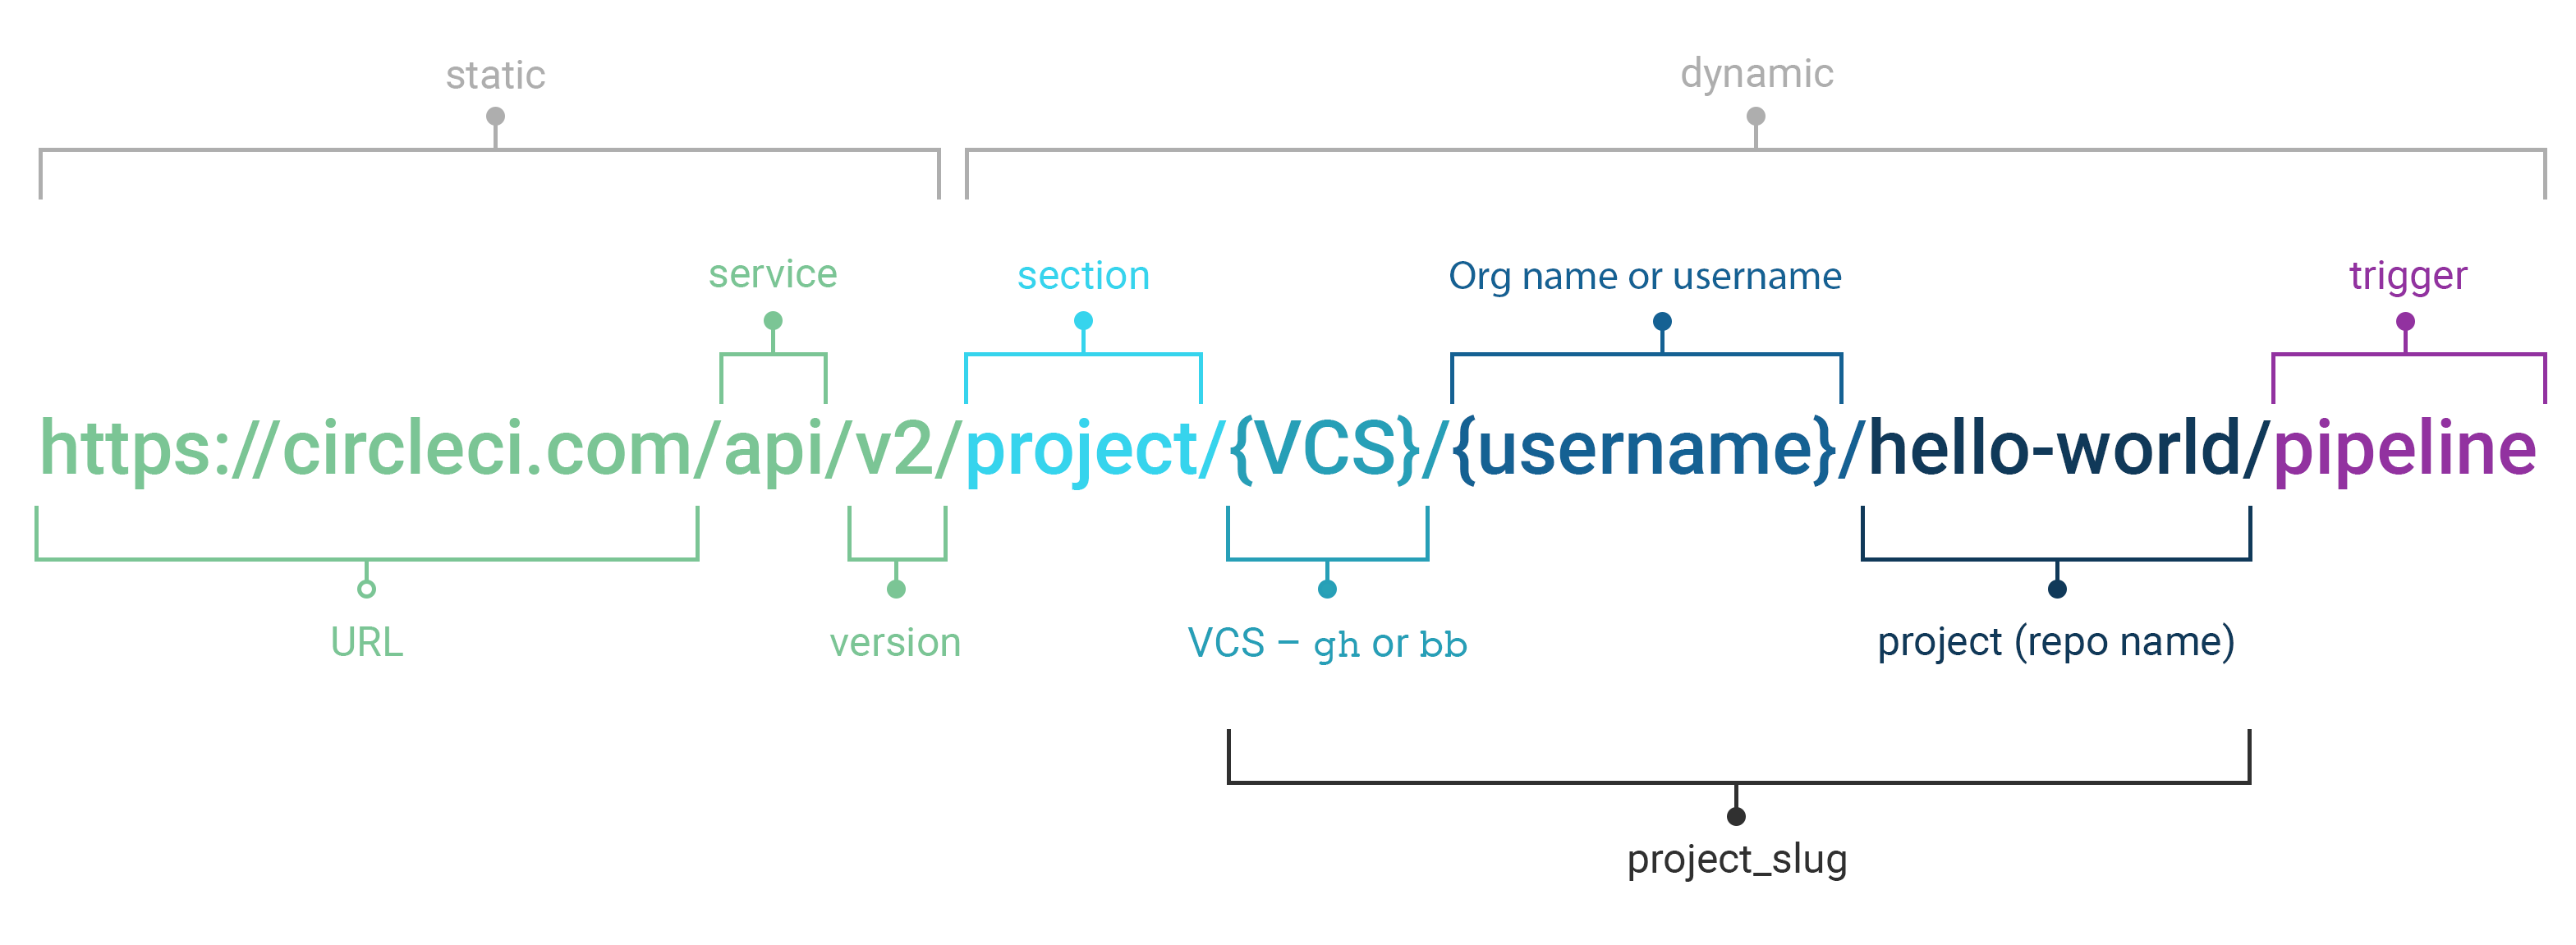 static
dynamic
service
section
Org name or username
trigger
https://circleci.com/api/v2/project/{VCS}/{username}/hello-world/pipeline
URL
version
VCS – gh or bb
project (repo name)
project_slug